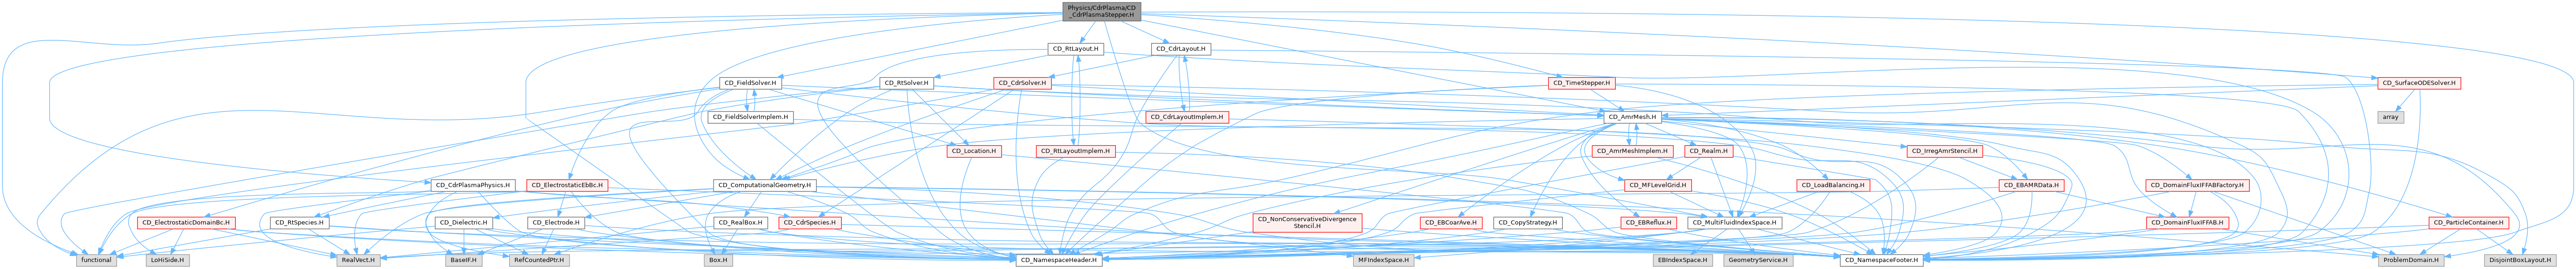 Physics/CdrPlasma/CD
_CdrPlasmaStepper.H
CD_RtLayout.H
CD_CdrLayout.H
CD_FieldSolver.H
CD_RtSolver.H
CD_CdrSolver.H
CD_TimeStepper.H
CD_SurfaceODESolver.H
CD_FieldSolverImplem.H
CD_CdrLayoutImplem.H
CD_AmrMesh.H
array
CD_Location.H
CD_RtLayoutImplem.H
CD_AmrMeshImplem.H
CD_Realm.H
CD_IrregAmrStencil.H
CD_CdrPlasmaPhysics.H
CD_ElectrostaticEbBc.H
CD_ComputationalGeometry.H
CD_MFLevelGrid.H
CD_LoadBalancing.H
CD_EBAMRData.H
CD_DomainFluxIFFABFactory.H
CD_ElectrostaticDomainBc.H
CD_RtSpecies.H
CD_Dielectric.H
CD_Electrode.H
CD_RealBox.H
CD_CdrSpecies.H
CD_NonConservativeDivergence
Stencil.H
CD_EBCoarAve.H
CD_CopyStrategy.H
CD_EBReflux.H
CD_MultiFluidIndexSpace.H
CD_DomainFluxIFFAB.H
CD_ParticleContainer.H
functional
LoHiSide.H
RealVect.H
BaseIF.H
RefCountedPtr.H
Box.H
CD_NamespaceHeader.H
MFIndexSpace.H
EBIndexSpace.H
GeometryService.H
CD_NamespaceFooter.H
ProblemDomain.H
DisjointBoxLayout.H